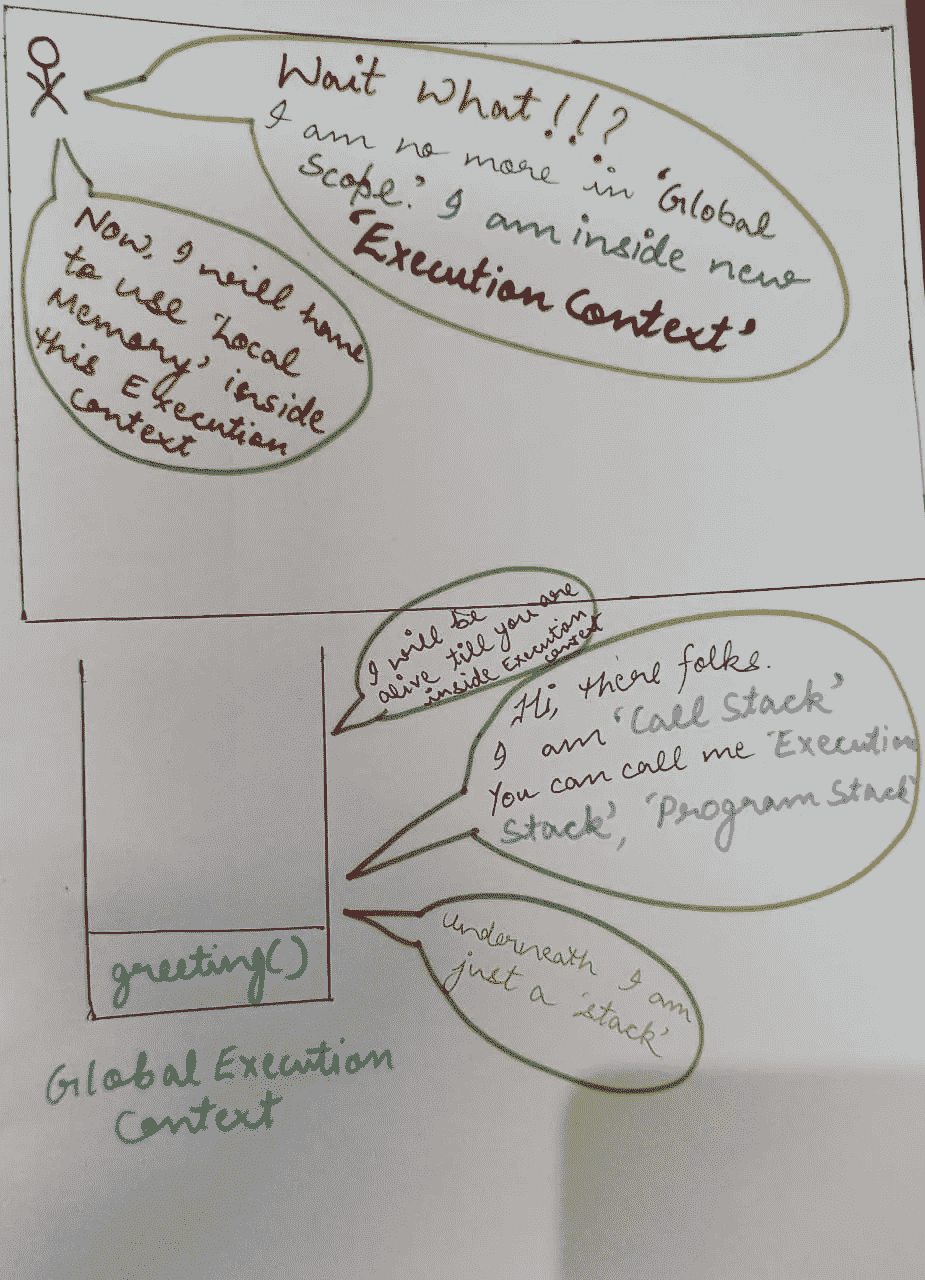 Wait what!!?
I am no more in 'Global
Scope.' I am inside new
'Execution Context'
Now, I will have
to use 'Local
Memory' inside
this Execution
context
I will be
alive till you are
inside Execution
context
Hi, there folks.
I am 'Call Stack'
You can call me 'Execution
Stack', 'Program Stack'
Underneath I am
just a 'stack'
greeting()
Global Execution
Context